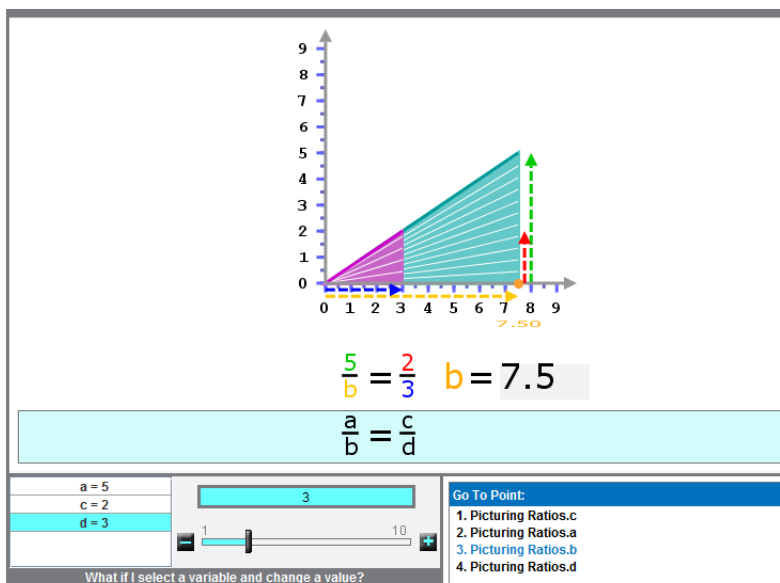 9
8
7
6
5
4
3
2
1
0
0 1 2 3 4 5 6 7 8 9
7.50
5/b = 2/3 b = 7.5
a/b = c/d
a = 5
c = 2
d = 3
3
1 10
What if I select a variable and change a value?
Go To Point:
1. Picturing Ratios.c
2. Picturing Ratios.a
3. Picturing Ratios.b
4. Picturing Ratios.d